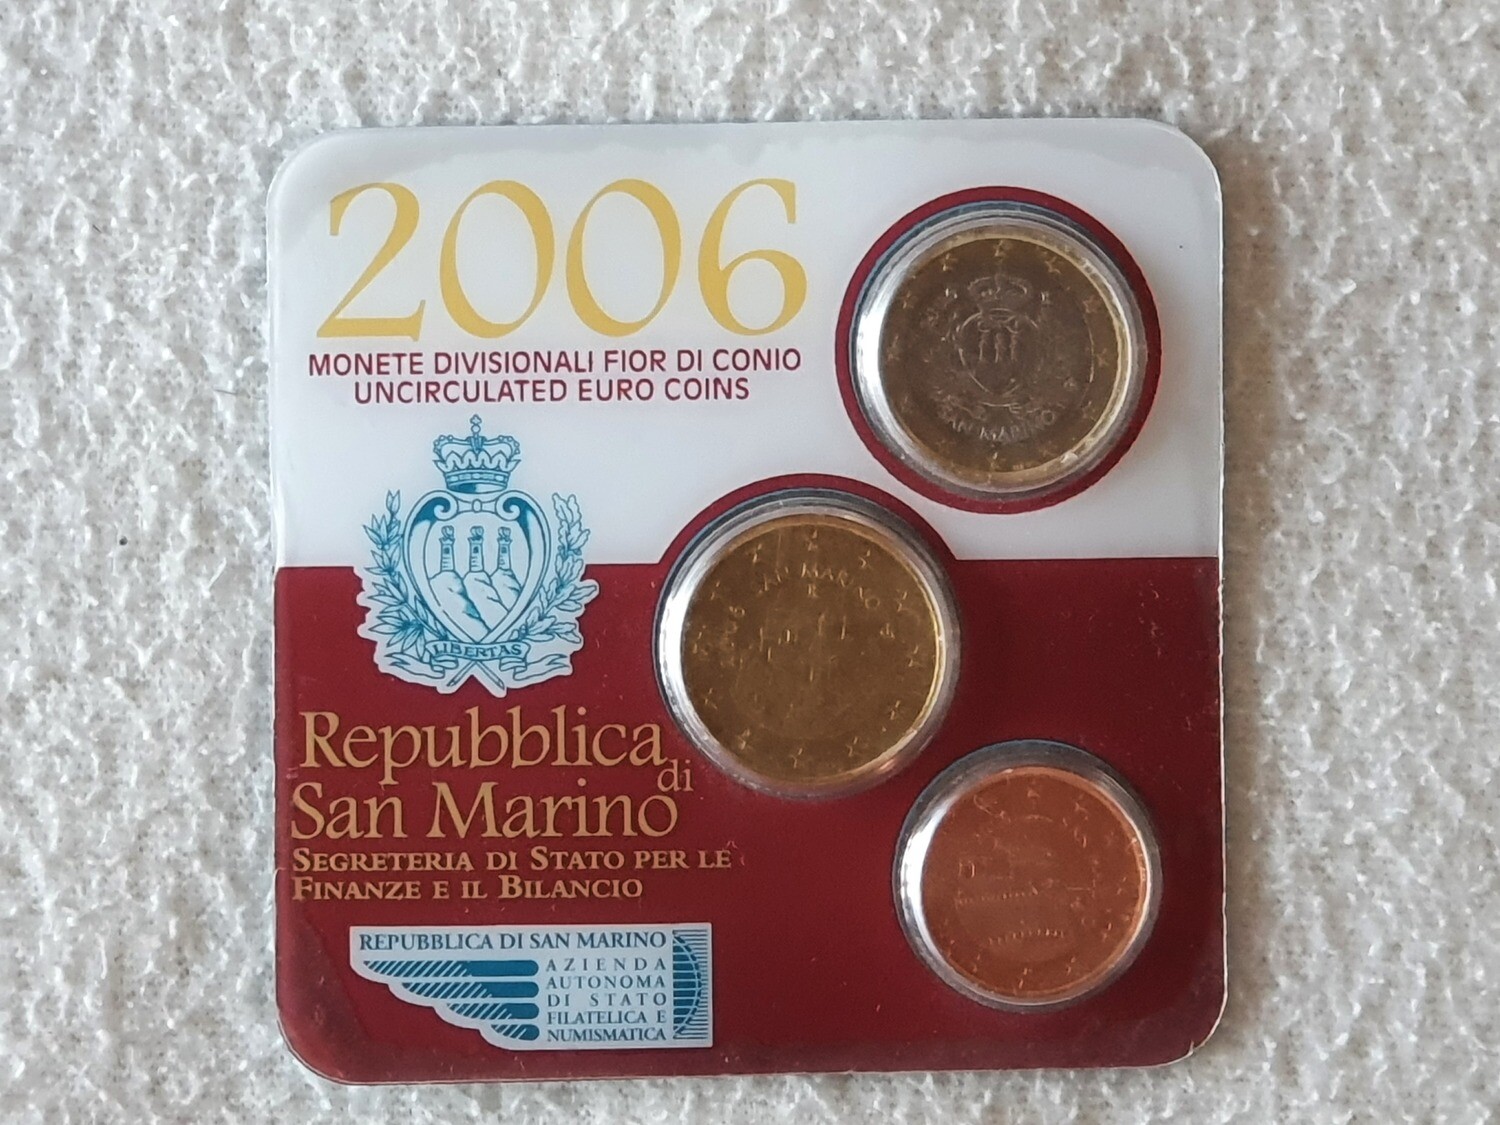 2006
MONETE DIVISIONALI FIOR DI CONIO
UNCIRCULATED EURO COINS
LIBERTAS
Repubblica di
San Marino
SEGRETERIA DI STATO PER LE
FINANZE E IL BILANCIO
REPUBBLICA DI SAN MARINO
AZIENDA
AUTONOMA
DI STATO
FILATELICA E
NUMISMATICA
SAN MARINO
SAN MARINO
R